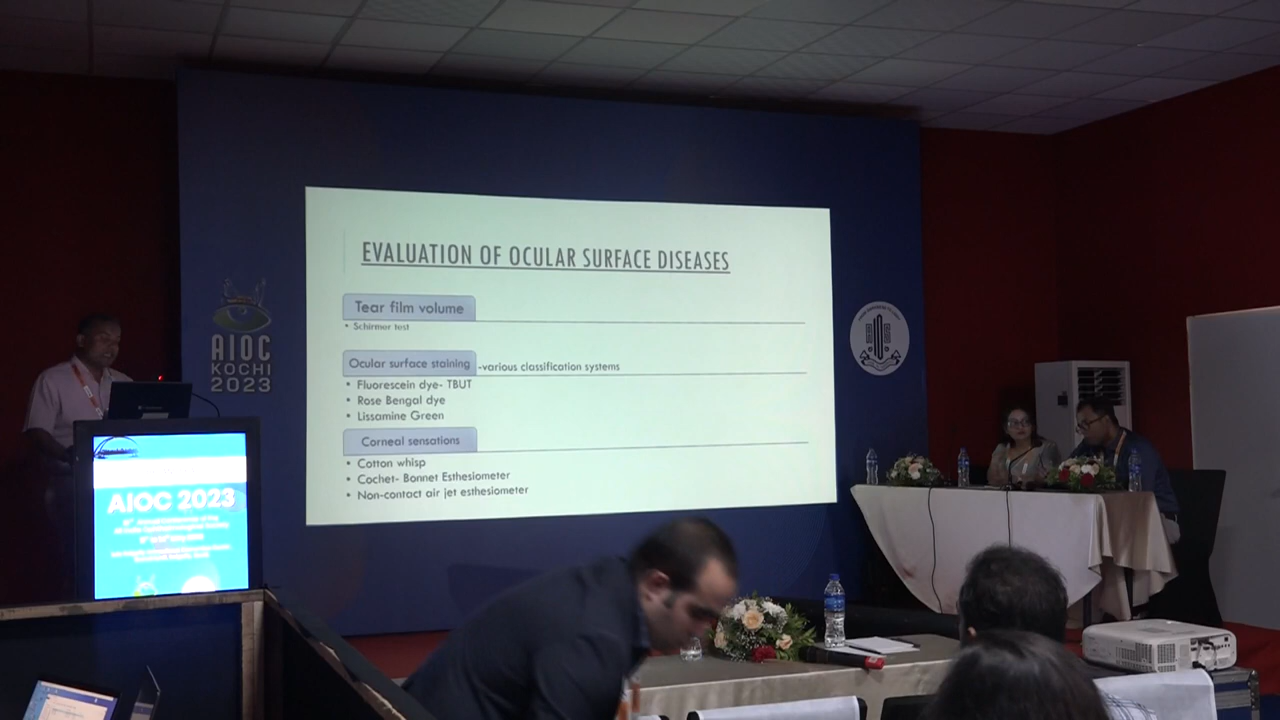 EVALUATION OF OCULAR SURFACE DISEASES
Tear film volume
• Schirmer test
Ocular surface staining -various classification systems
• Fluorescein dye- TBUT
• Rose Bengal dye
• Lissamine Green
Corneal sensations
• Cotton whisp
• Cochet- Bonnet Esthesiometer
• Non-contact air jet esthesiometer
AIOC
KOCHI
2023
AIOC 2023